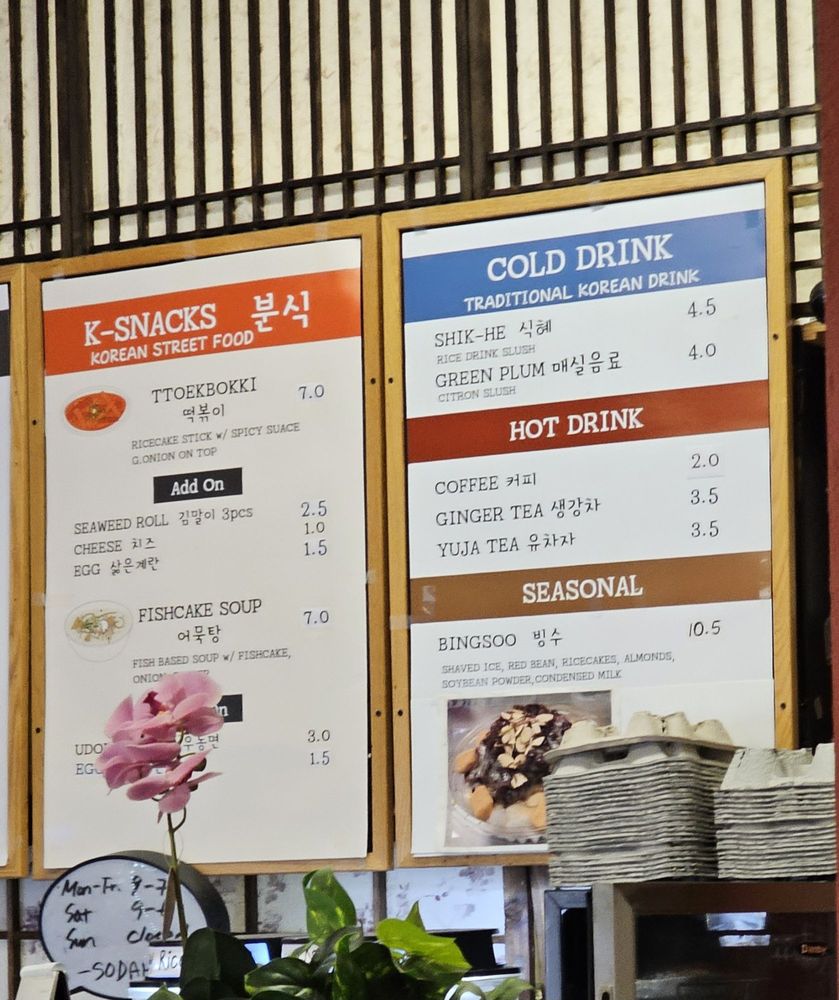 K-SNACKS 분식
KOREAN STREET FOOD
TTOEKBOKKI 7.0
떡볶이
RICECAKE STICK w/ SPICY SUACE
G.ONION ON TOP
Add On
SEAWEED ROLL 김말이 3pcs 2.5
CHEESE 치즈 1.0
EGG 삶은계란 1.5
FISHCAKE SOUP 7.0
어묵탕
FISH BASED SOUP w/ FISHCAKE,
3.0
EGG 1.5
COLD DRINK
TRADITIONAL KOREAN DRINK
SHIK-HE 식혜 4.5
RICE DRINK SLUSH
GREEN PLUM 매실음료 4.0
CITRON SLUSH
HOT DRINK
COFFEE 커피 2.0
GINGER TEA 생강차 3.5
YUJA TEA 유차자 3.5
SEASONAL
BINGSOO 빙수 10.5
SHAVED ICE, RED BEAN, RICECAKES, ALMONDS,
SOYBEAN POWDER,CONDENSED MILK
Mon-Fri
Sat
Sun